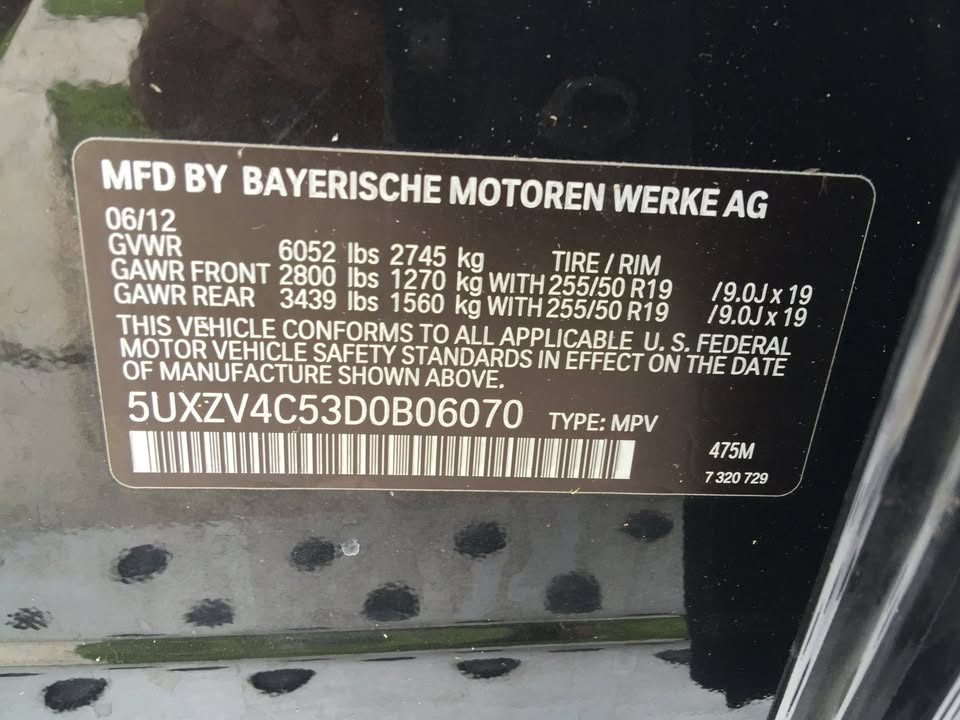 MFD BY BAYERISCHE MOTOREN WERKE AG
06/12
GVWR 6052 lbs 2745 kg TIRE / RIM
GAWR FRONT 2800 lbs 1270 kg WITH 255/50 R19 /9.0J x 19
GAWR REAR 3439 lbs 1560 kg WITH 255/50 R19 /9.0J x 19
THIS VEHICLE CONFORMS TO ALL APPLICABLE U. S. FEDERAL
MOTOR VEHICLE SAFETY STANDARDS IN EFFECT ON THE DATE
OF MANUFACTURE SHOWN ABOVE.
5UXZV4C53D0B06070 TYPE: MPV
475M
7 320 729